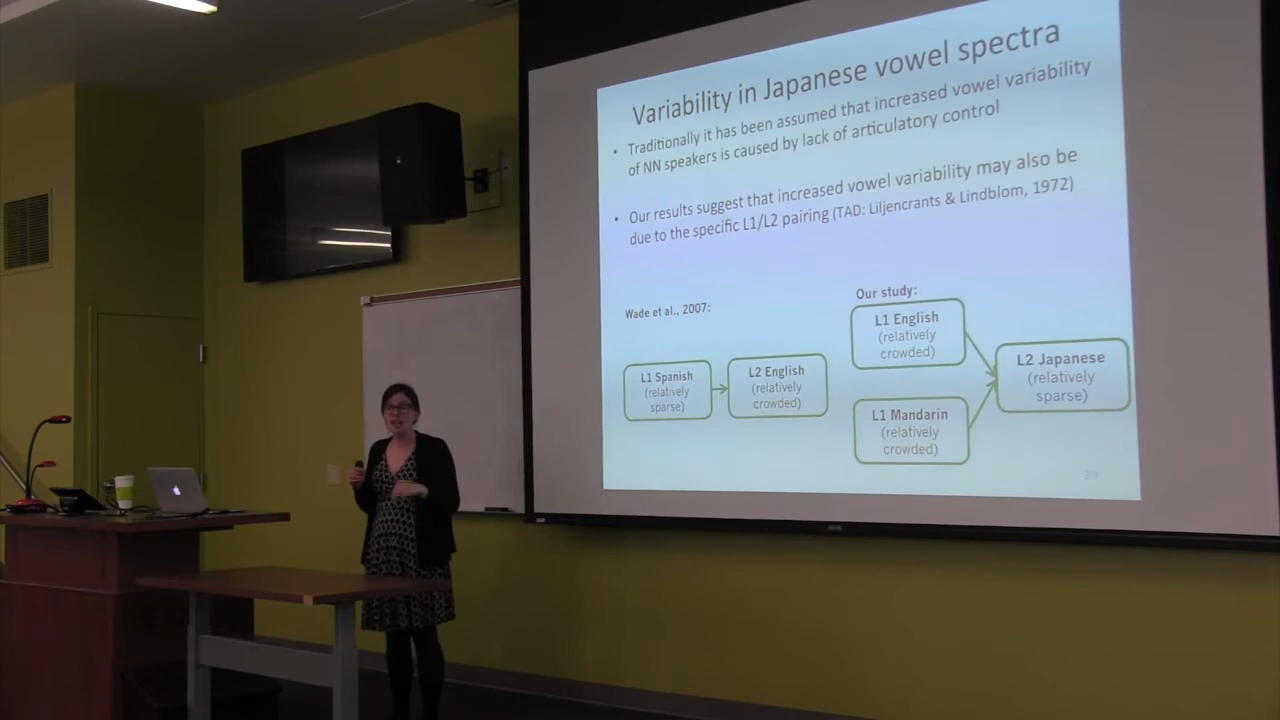 Variability in Japanese vowel spectra
• Traditionally it has been assumed that increased vowel variability
of NN speakers is caused by lack of articulatory control
• Our results suggest that increased vowel variability may also be
due to the specific L1/L2 pairing (TAD: Liljencrants & Lindblom, 1972)
Wade et al., 2007:
L1 Spanish
(relatively
sparse)
L2 English
(relatively
crowded)
Our study:
L1 English
(relatively
crowded)
L1 Mandarin
(relatively
crowded)
L2 Japanese
(relatively
sparse)